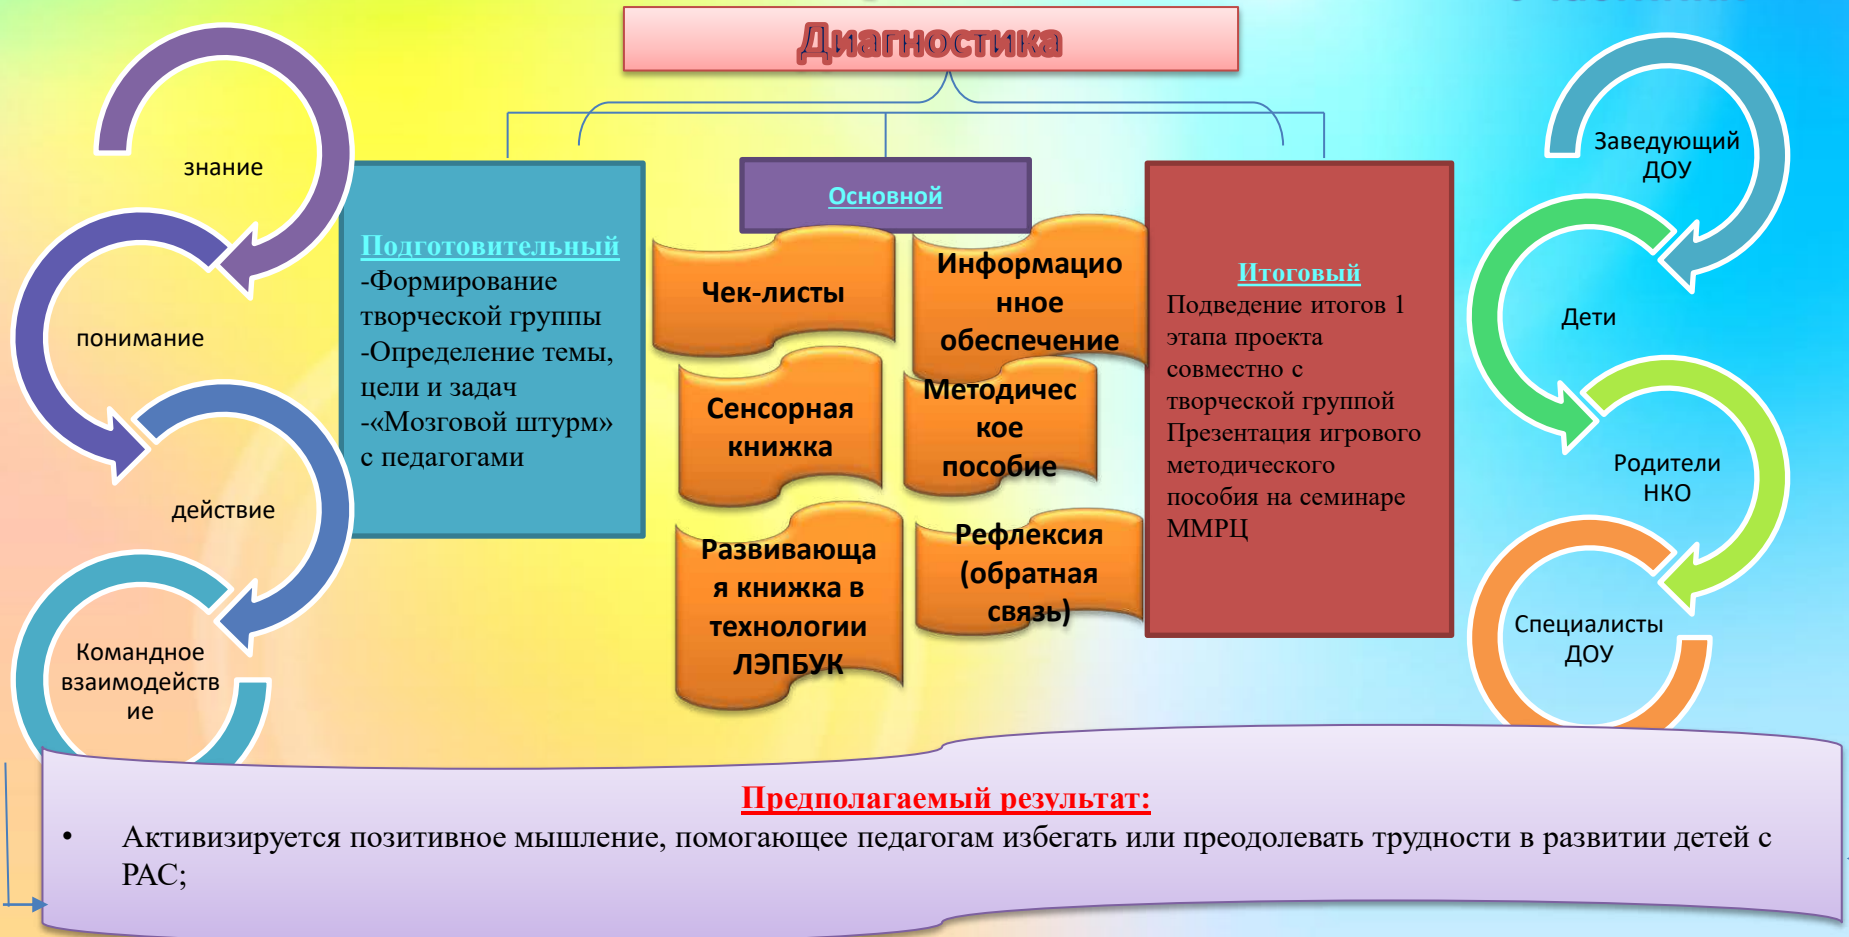 Диагностика
знание
понимание
действие
Командное
взаимодейств
ие
Подготовительный
-Формирование
творческой группы
-Определение темы,
цели и задач
-«Мозговой штурм»
с педагогами
Основной
Чек-листы
Информацио
нное
обеспечение
Сенсорная
книжка
Методичес
кое
пособие
Развивающа
я книжка в
технологии
ЛЭПБУК
Рефлексия
(обратная
связь)
Итоговый
Подведение итогов 1
этапа проекта
совместно с
творческой группой
Презентация игрового
методического
пособия на семинаре
ММРЦ
Заведующий
ДОУ
Дети
Родители
НКО
Специалисты
ДОУ
Предполагаемый результат:
• Активизируется позитивное мышление, помогающее педагогам избегать или преодолевать трудности в развитии детей с
РАС;